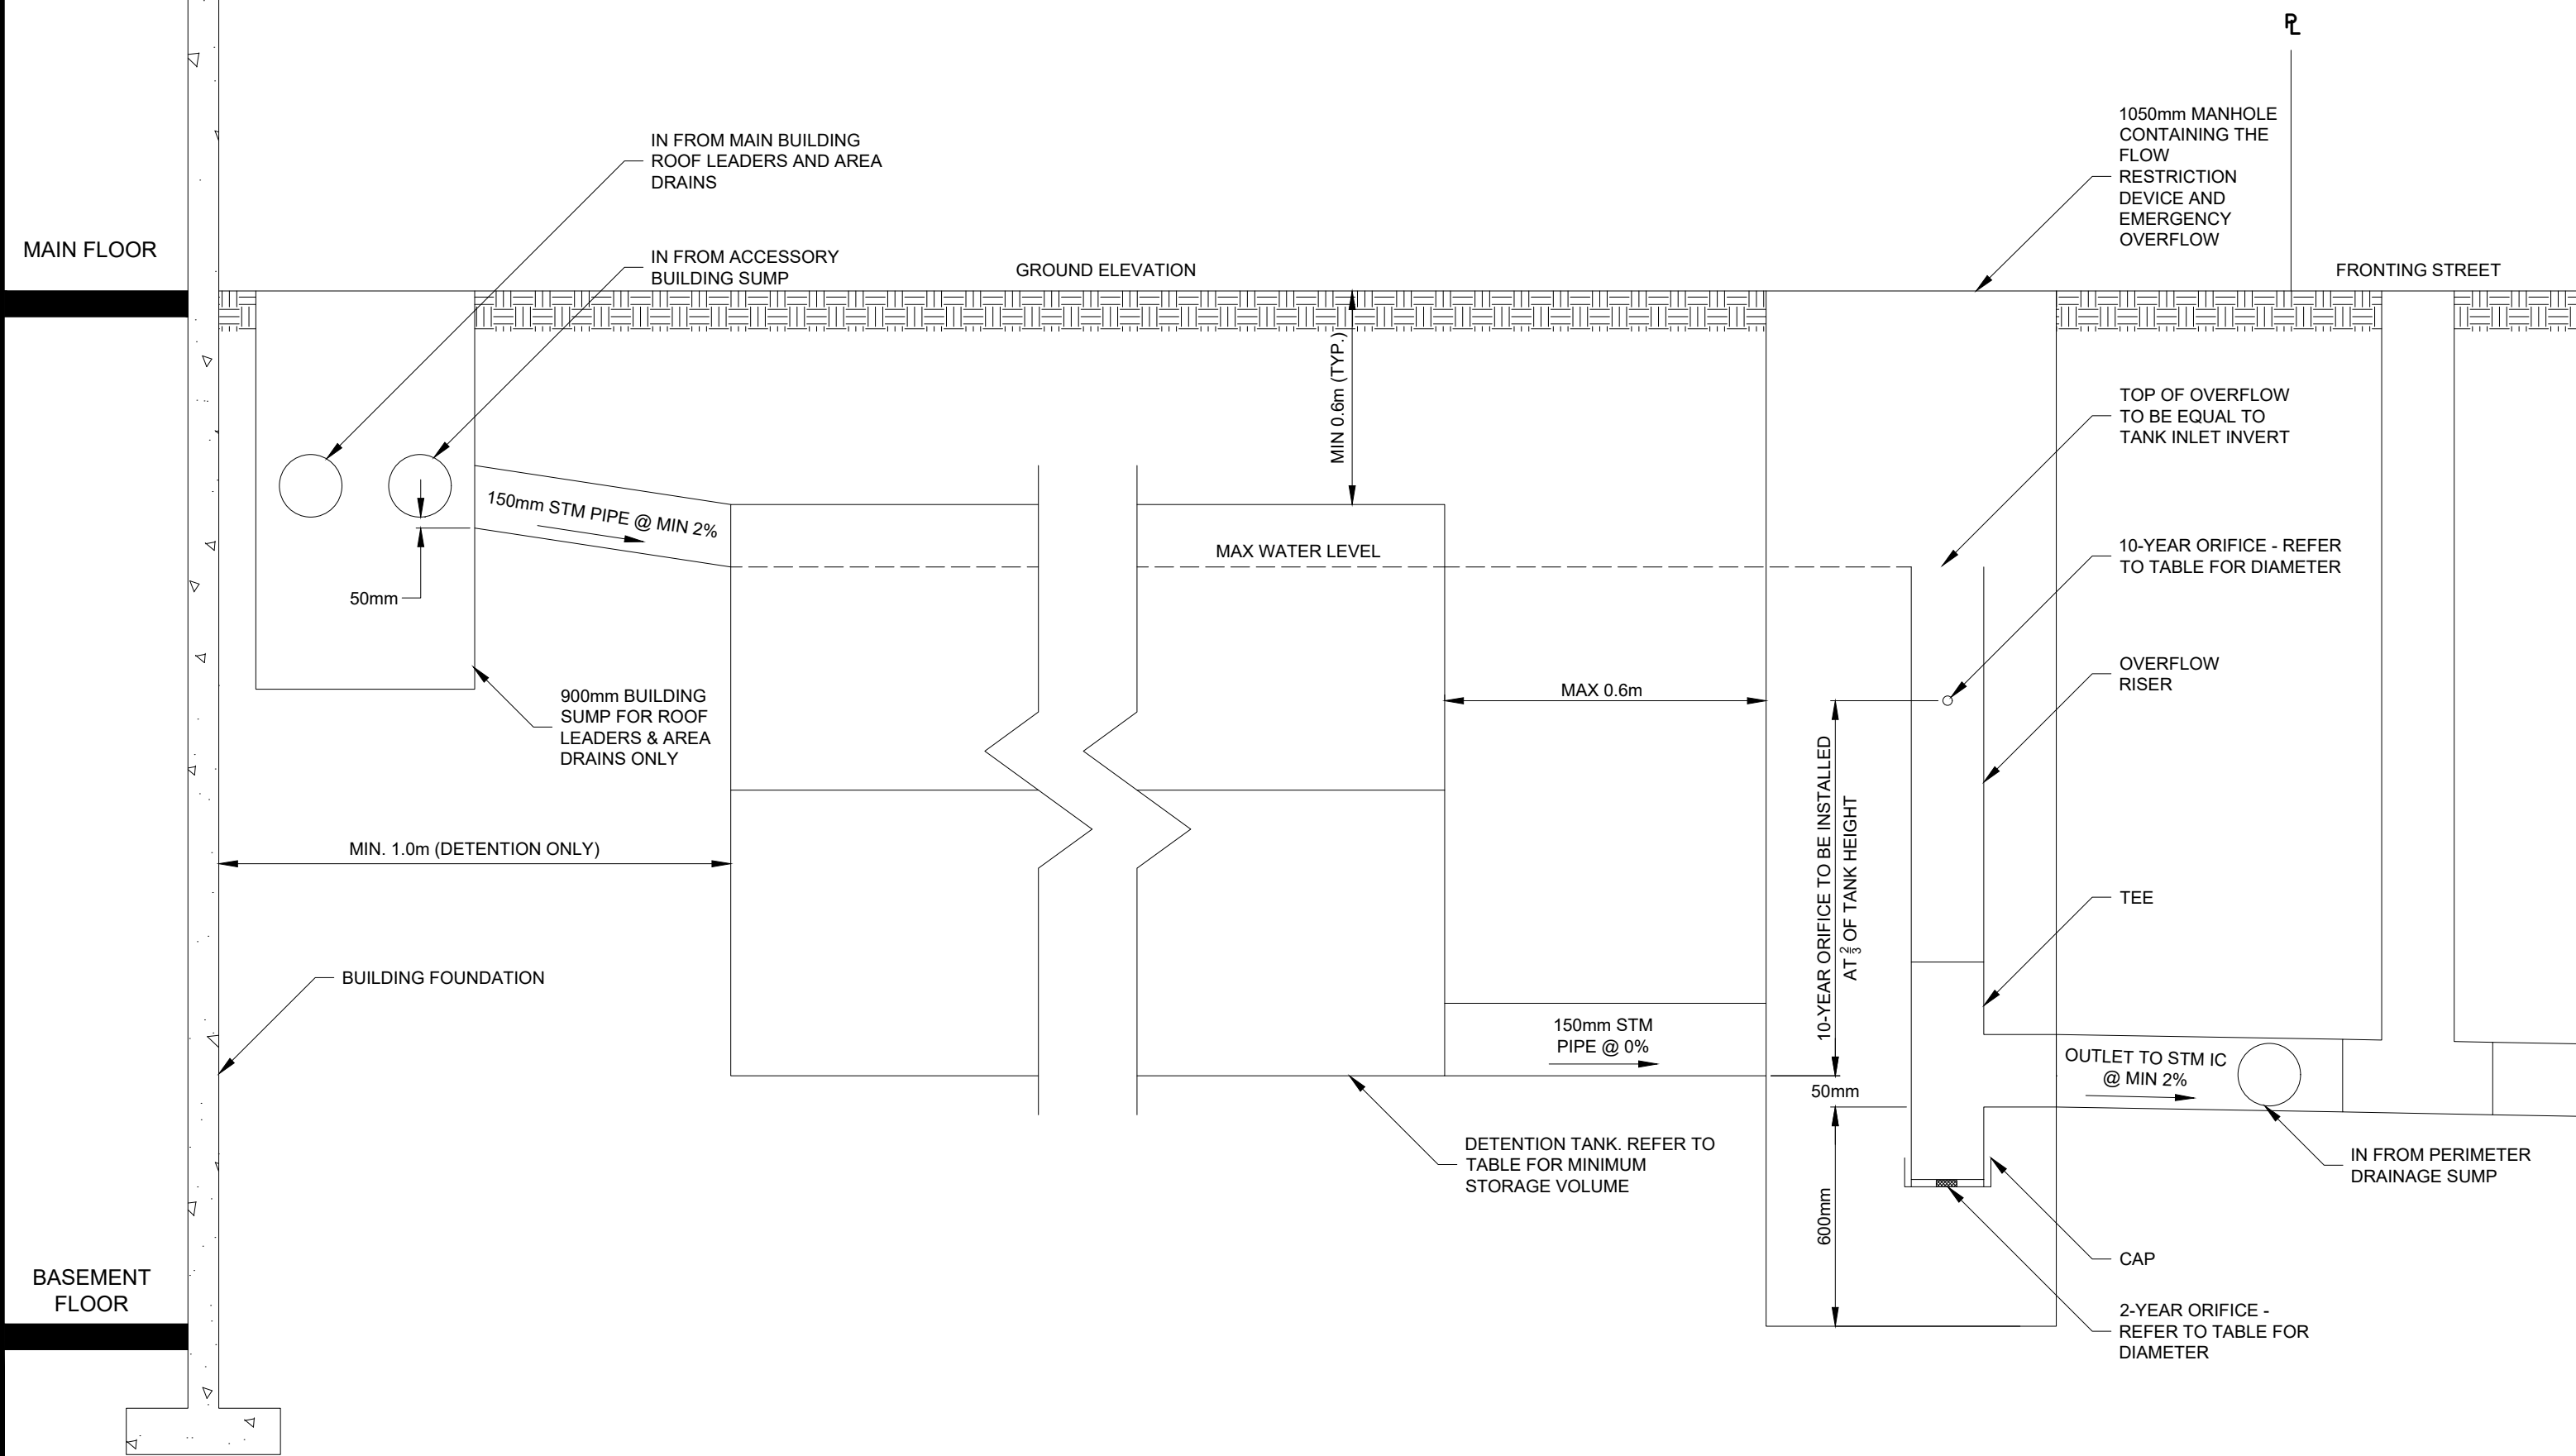 ℄
1050mm MANHOLE
CONTAINING THE
FLOW
RESTRICTION
DEVICE AND
EMERGENCY
OVERFLOW
IN FROM MAIN BUILDING
ROOF LEADERS AND AREA
DRAINS
MAIN FLOOR
IN FROM ACCESSORY
BUILDING SUMP
GROUND ELEVATION
FRONTING STREET
MIN 0.6m (TYP.)
TOP OF OVERFLOW
TO BE EQUAL TO
TANK INLET INVERT
150mm STM PIPE @ MIN 2%
MAX WATER LEVEL
10-YEAR ORIFICE - REFER
TO TABLE FOR DIAMETER
50mm
OVERFLOW
RISER
900mm BUILDING
SUMP FOR ROOF
LEADERS & AREA
DRAINS ONLY
MAX 0.6m
10-YEAR ORIFICE TO BE INSTALLED
AT 2/3 OF TANK HEIGHT
MIN. 1.0m (DETENTION ONLY)
TEE
BUILDING FOUNDATION
150mm STM
PIPE @ 0%
OUTLET TO STM IC
@ MIN 2%
50mm
DETENTION TANK. REFER TO
TABLE FOR MINIMUM
STORAGE VOLUME
IN FROM PERIMETER
DRAINAGE SUMP
600mm
CAP
BASEMENT
FLOOR
2-YEAR ORIFICE -
REFER TO TABLE FOR
DIAMETER